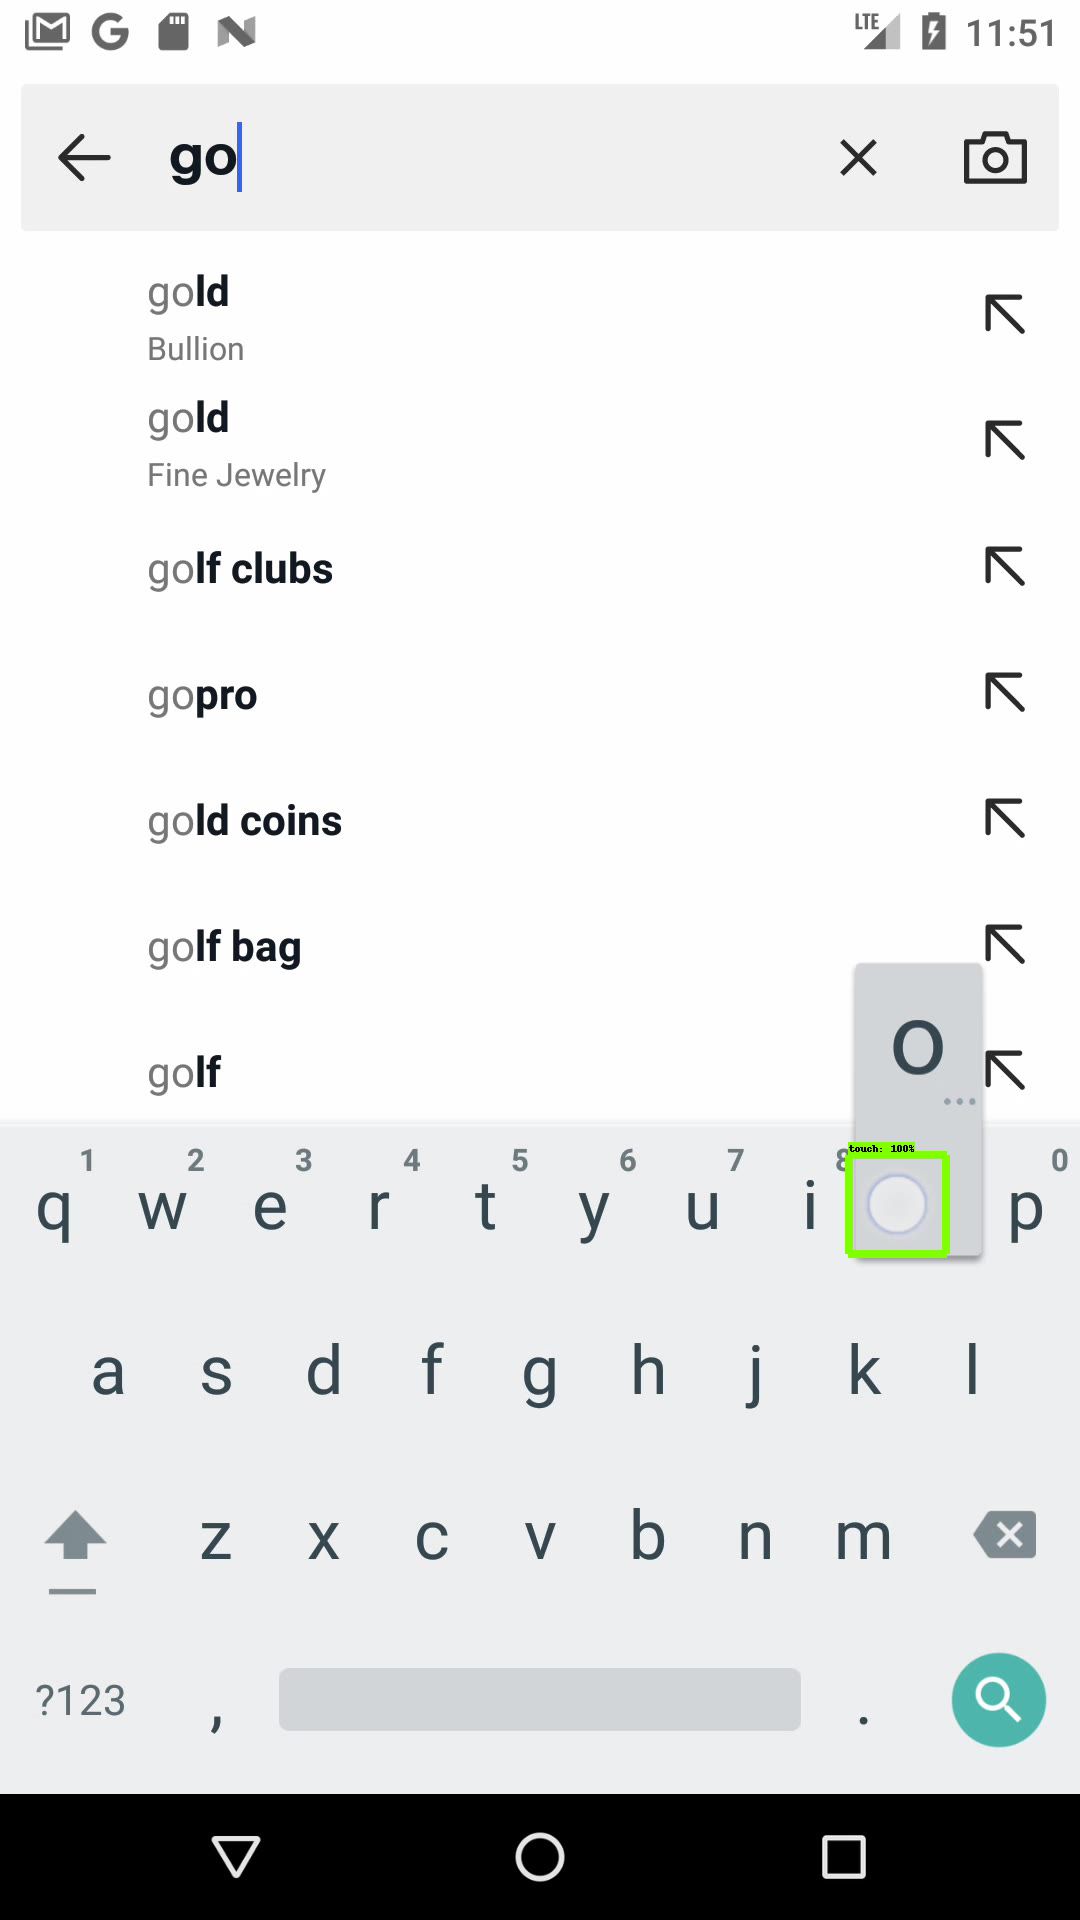 LTE 11:51
go
gold
Bullion
gold
Fine Jewelry
golf clubs
gopro
gold coins
golf bag
golf
o
...
touch: 100%
1 2 3 4 5 6 7 8 0
q w e r t y u i p
a s d f g h j k l
z x c v b n m
?123 , .